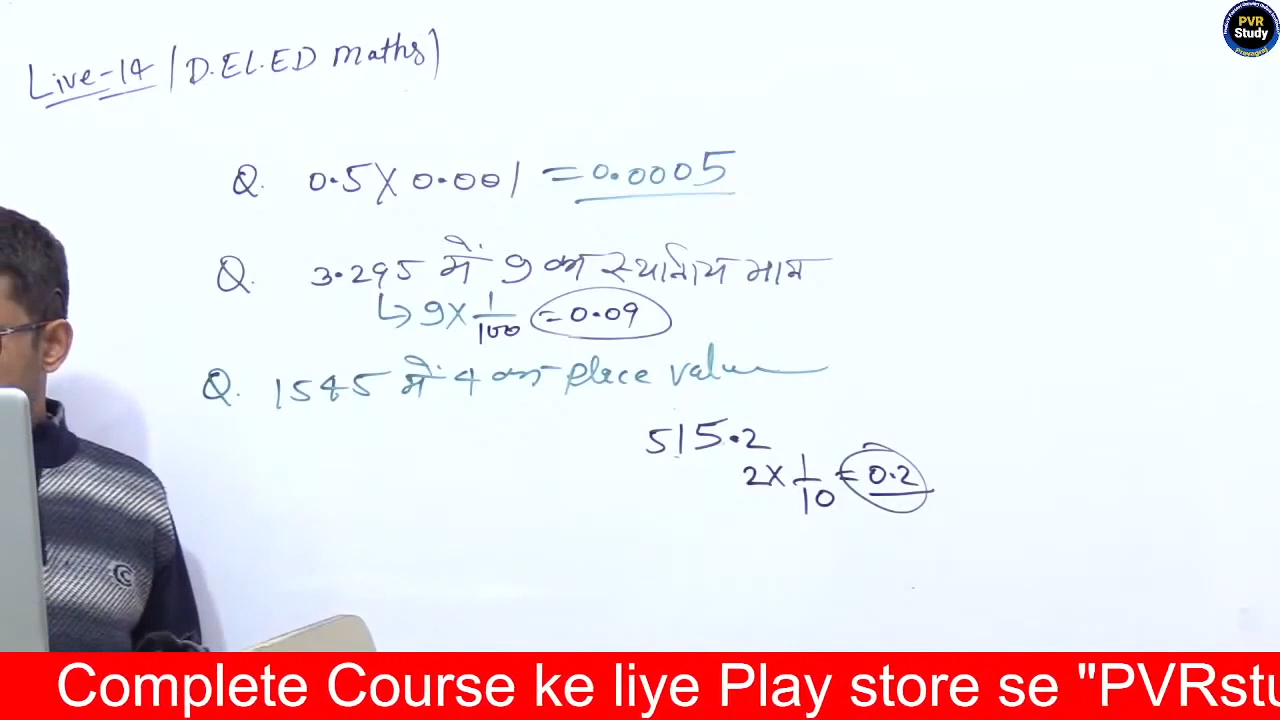 Live-14 / D.EL.ED Maths)
PVR
Study
Prayagraj
Q. 0.5 X 0.001 = 0.0005
Q. 3.295 में 9 का स्थानिय मान
↳ 9 X 1/100 = 0.09
Q. 1545 में 4 का place value
515.2
2 X 1/10 = 0.2
Complete Course ke liye Play store se "PVRstu